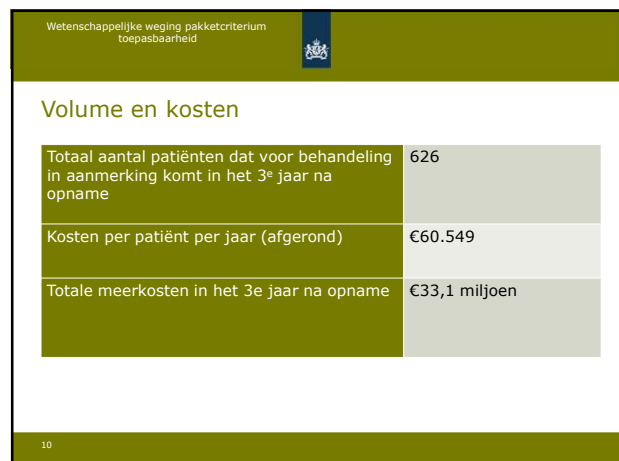 Wetenschappelijke weging pakketcriterium
toepasbaarheid
Volume en kosten
Totaal aantal patiënten dat voor behandeling
in aanmerking komt in het 3e jaar na
opname
626
Kosten per patiënt per jaar (afgerond)
€60.549
Totale meerkosten in het 3e jaar na opname
€33,1 miljoen
10